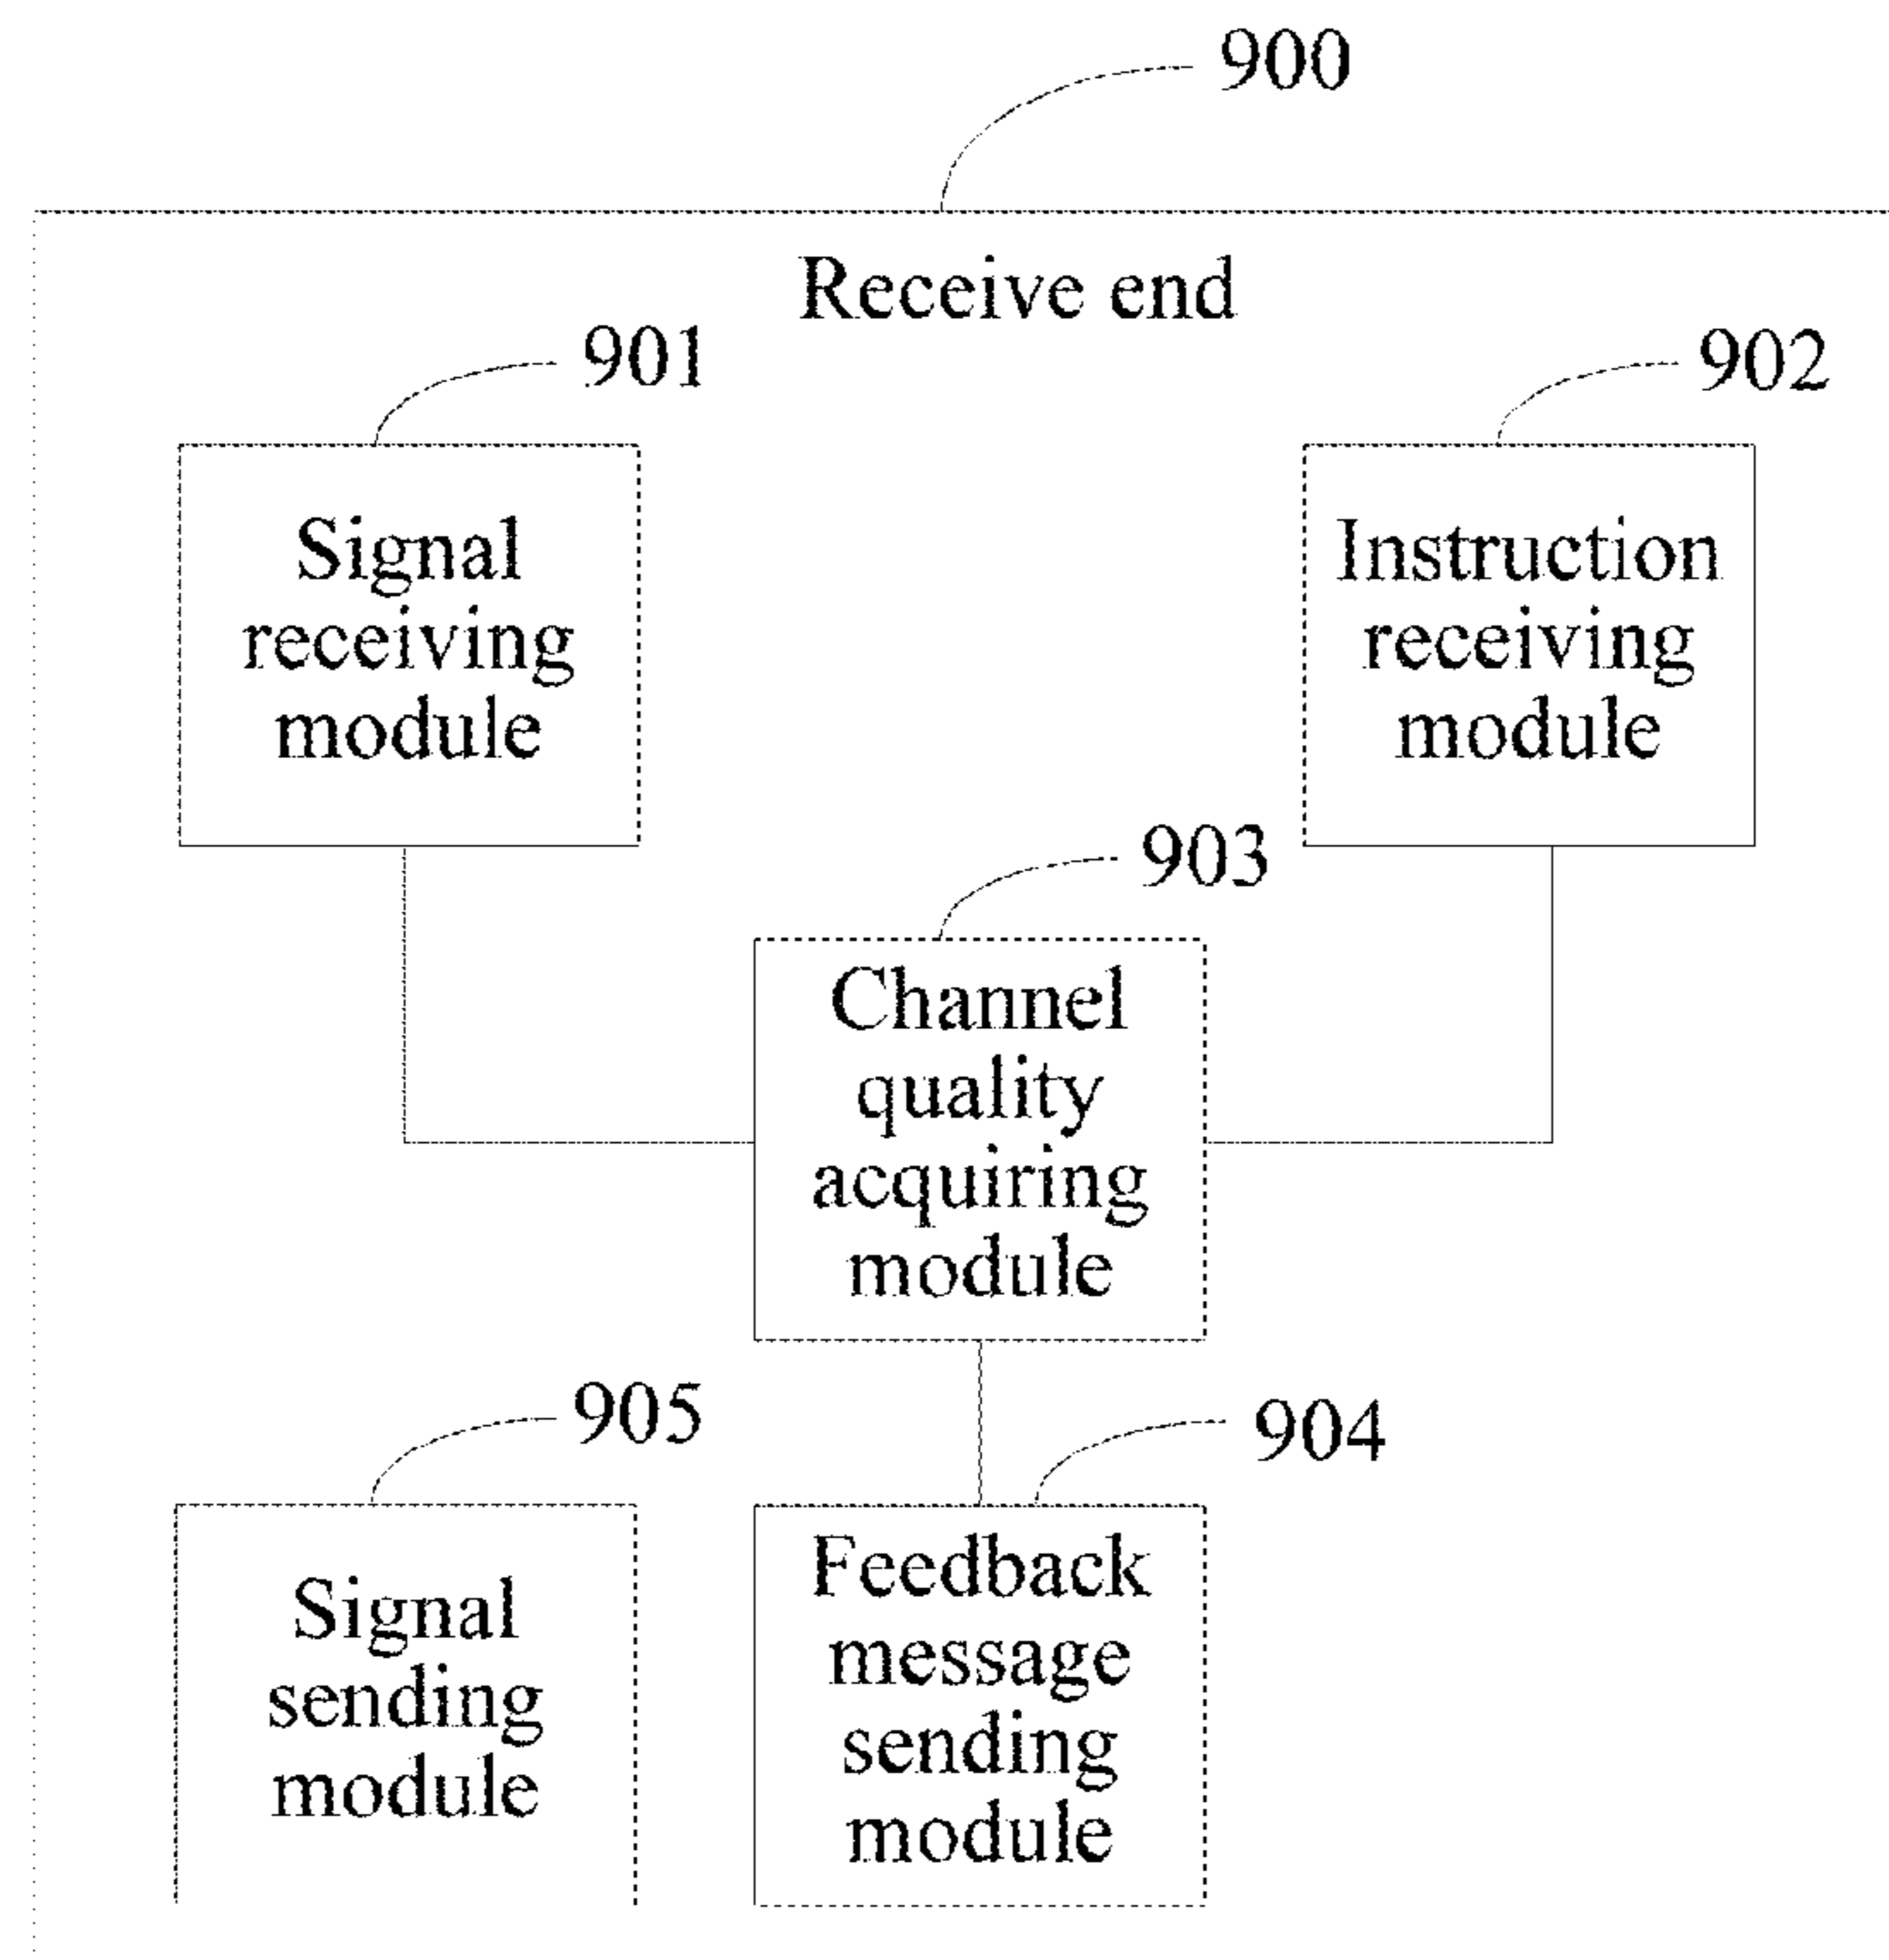 900
Receive end
901
902
Signal
receiving
module
Instruction
receiving
module
903
Channel
quality
acquiring
module
905
904
Signal
sending
module
Feedback
message
sending
module